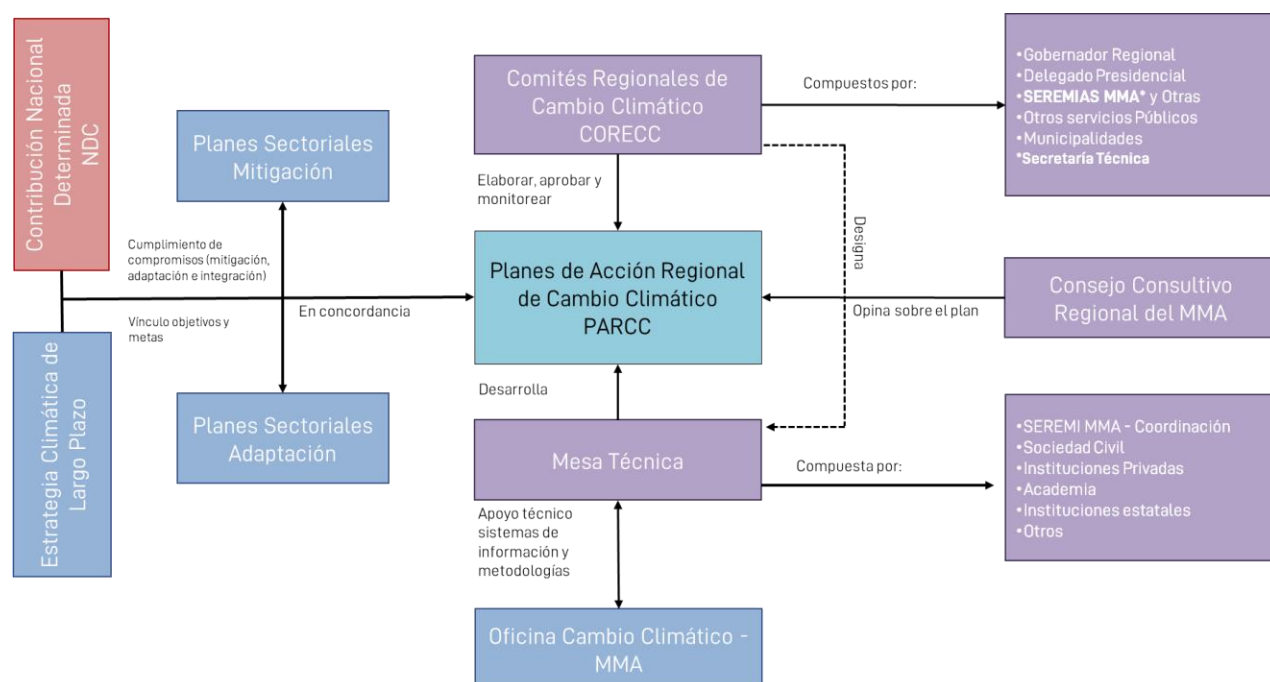 Contribución Nacional
Determinada
NDC
Estrategia Climática de
Largo Plazo
Planes Sectoriales
Mitigación
Cumplimiento de
compromisos (mitigación,
adaptación e integración)
Vínculo objetivos y
metas
En concordancia
Planes Sectoriales
Adaptación
Comités Regionales de
Cambio Climático
CORECC
Compuestos por:
•Gobernador Regional
•Delegado Presidencial
•SEREMIAS MMA* y Otras
•Otros servicios Públicos
•Municipalidades
*Secretaría Técnica
Elaborar, aprobar y
monitorear
Designa
Planes de Acción Regional
de Cambio Climático
PARCC
Opina sobre el plan
Consejo Consultivo
Regional del MMA
Desarrolla
Mesa Técnica
Compuesta por:
•SEREMI MMA - Coordinación
•Sociedad Civil
•Instituciones Privadas
•Academia
•Instituciones estatales
•Otros
Apoyo técnico
sistemas de
información y
metodologías
Oficina Cambio Climático -
MMA